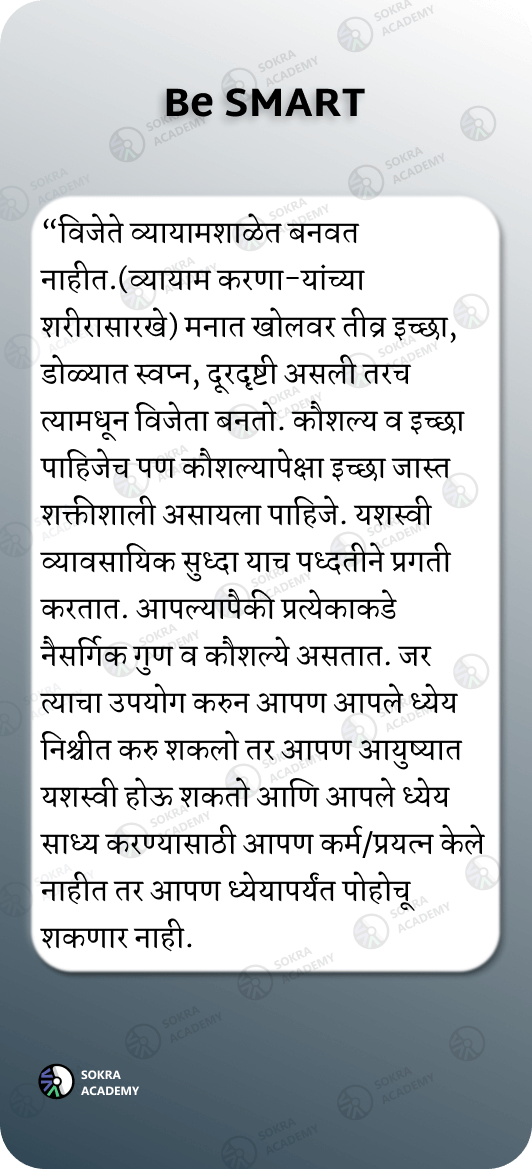 Be SMART
“विजेते व्यायामशाळेत बनवत
नाहीत.(व्यायाम करणा-यांच्या
शरीरासारखे) मनात खोलवर तीव्र इच्छा,
डोळ्यात स्वप्न, दूरदृष्टी असली तरच
त्यामधून विजेता बनतो. कौशल्य व इच्छा
पाहिजेच पण कौशल्यापेक्षा इच्छा जास्त
शक्तीशाली असायला पाहिजे. यशस्वी
व्यावसायिक सुध्दा याच पध्दतीने प्रगती
करतात. आपल्यापैकी प्रत्येकाकडे
नैसर्गिक गुण व कौशल्ये असतात. जर
त्याचा उपयोग करुन आपण आपले ध्येय
निश्चीत करु शकलो तर आपण आयुष्यात
यशस्वी होऊ शकतो आणि आपले ध्येय
साध्य करण्यासाठी आपण कर्म/प्रयत्न केले
नाहीत तर आपण ध्येयापर्यंत पोहोचू
शकणार नाही.
SOKRA
ACADEMY